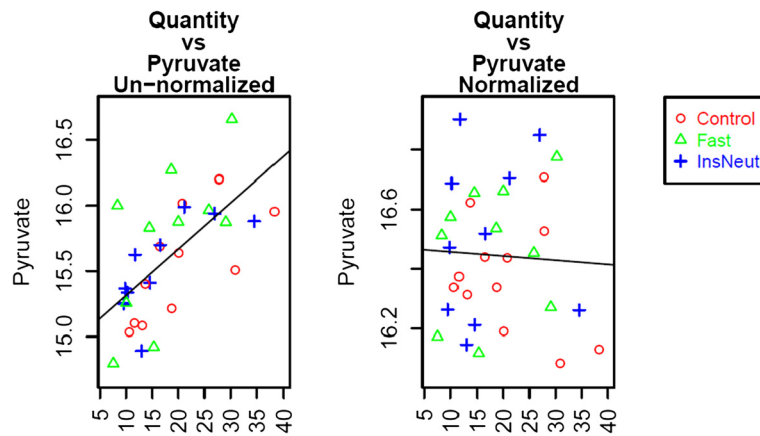 Quantity
vs
Pyruvate
Un-normalized
Pyruvate
16.5
16.0
15.5
15.0
5 10 15 20 25 30 35 40
Quantity
vs
Pyruvate
Normalized
Pyruvate
16.6
16.2
5 10 15 20 25 30 35 40
Control
Fast
InsNeut